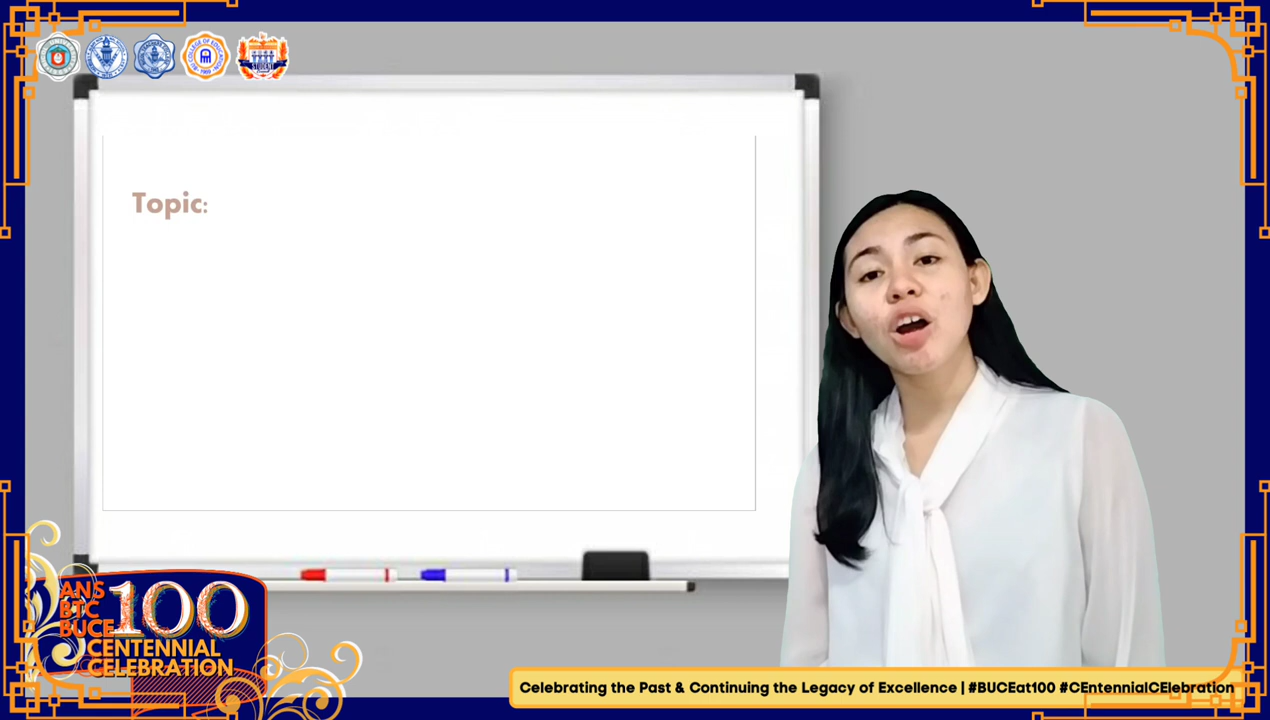 Topic:
ANS
BTC
BUCE
100
CENTENNIAL
CELEBRATION
Celebrating the Past & Continuing the Legacy of Excellence | #BUCEat100 #CEntennialCElebration